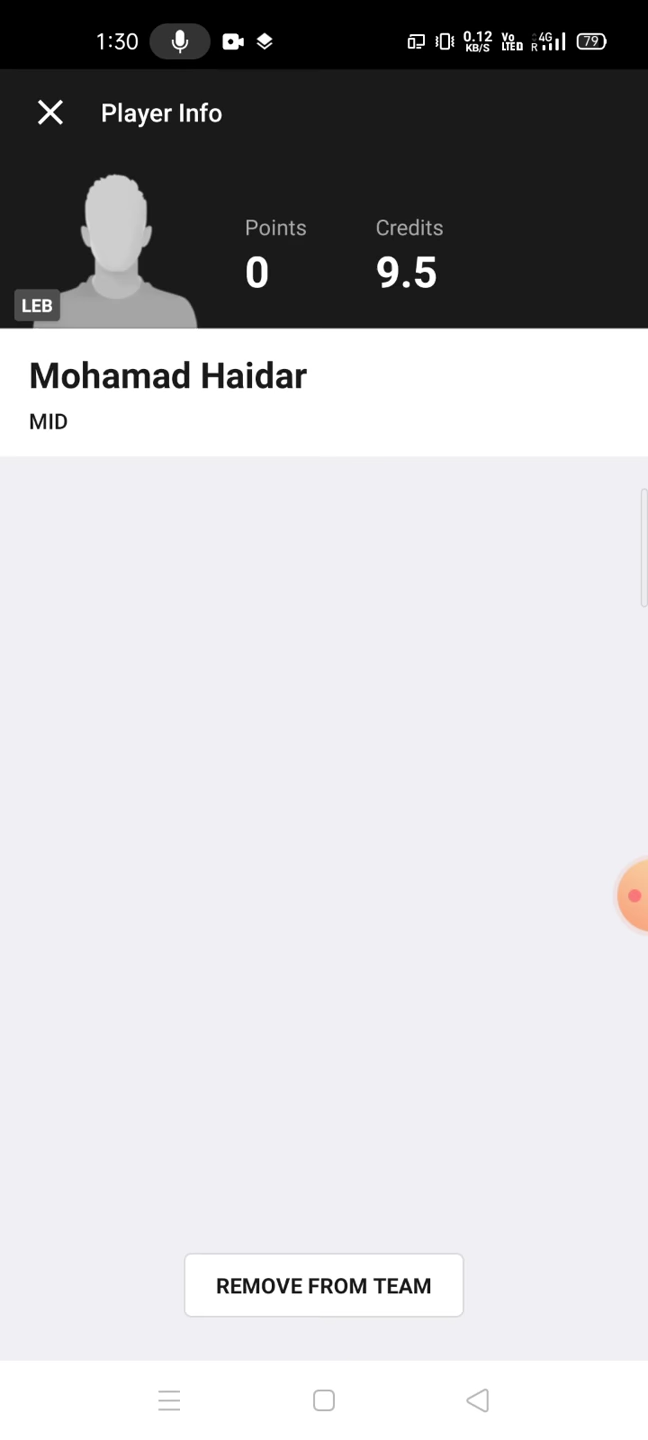 1:30 0.12 KB/S Vo LTED R 4G 79
Player Info
Points Credits
0 9.5
LEB
Mohamad Haidar
MID
REMOVE FROM TEAM